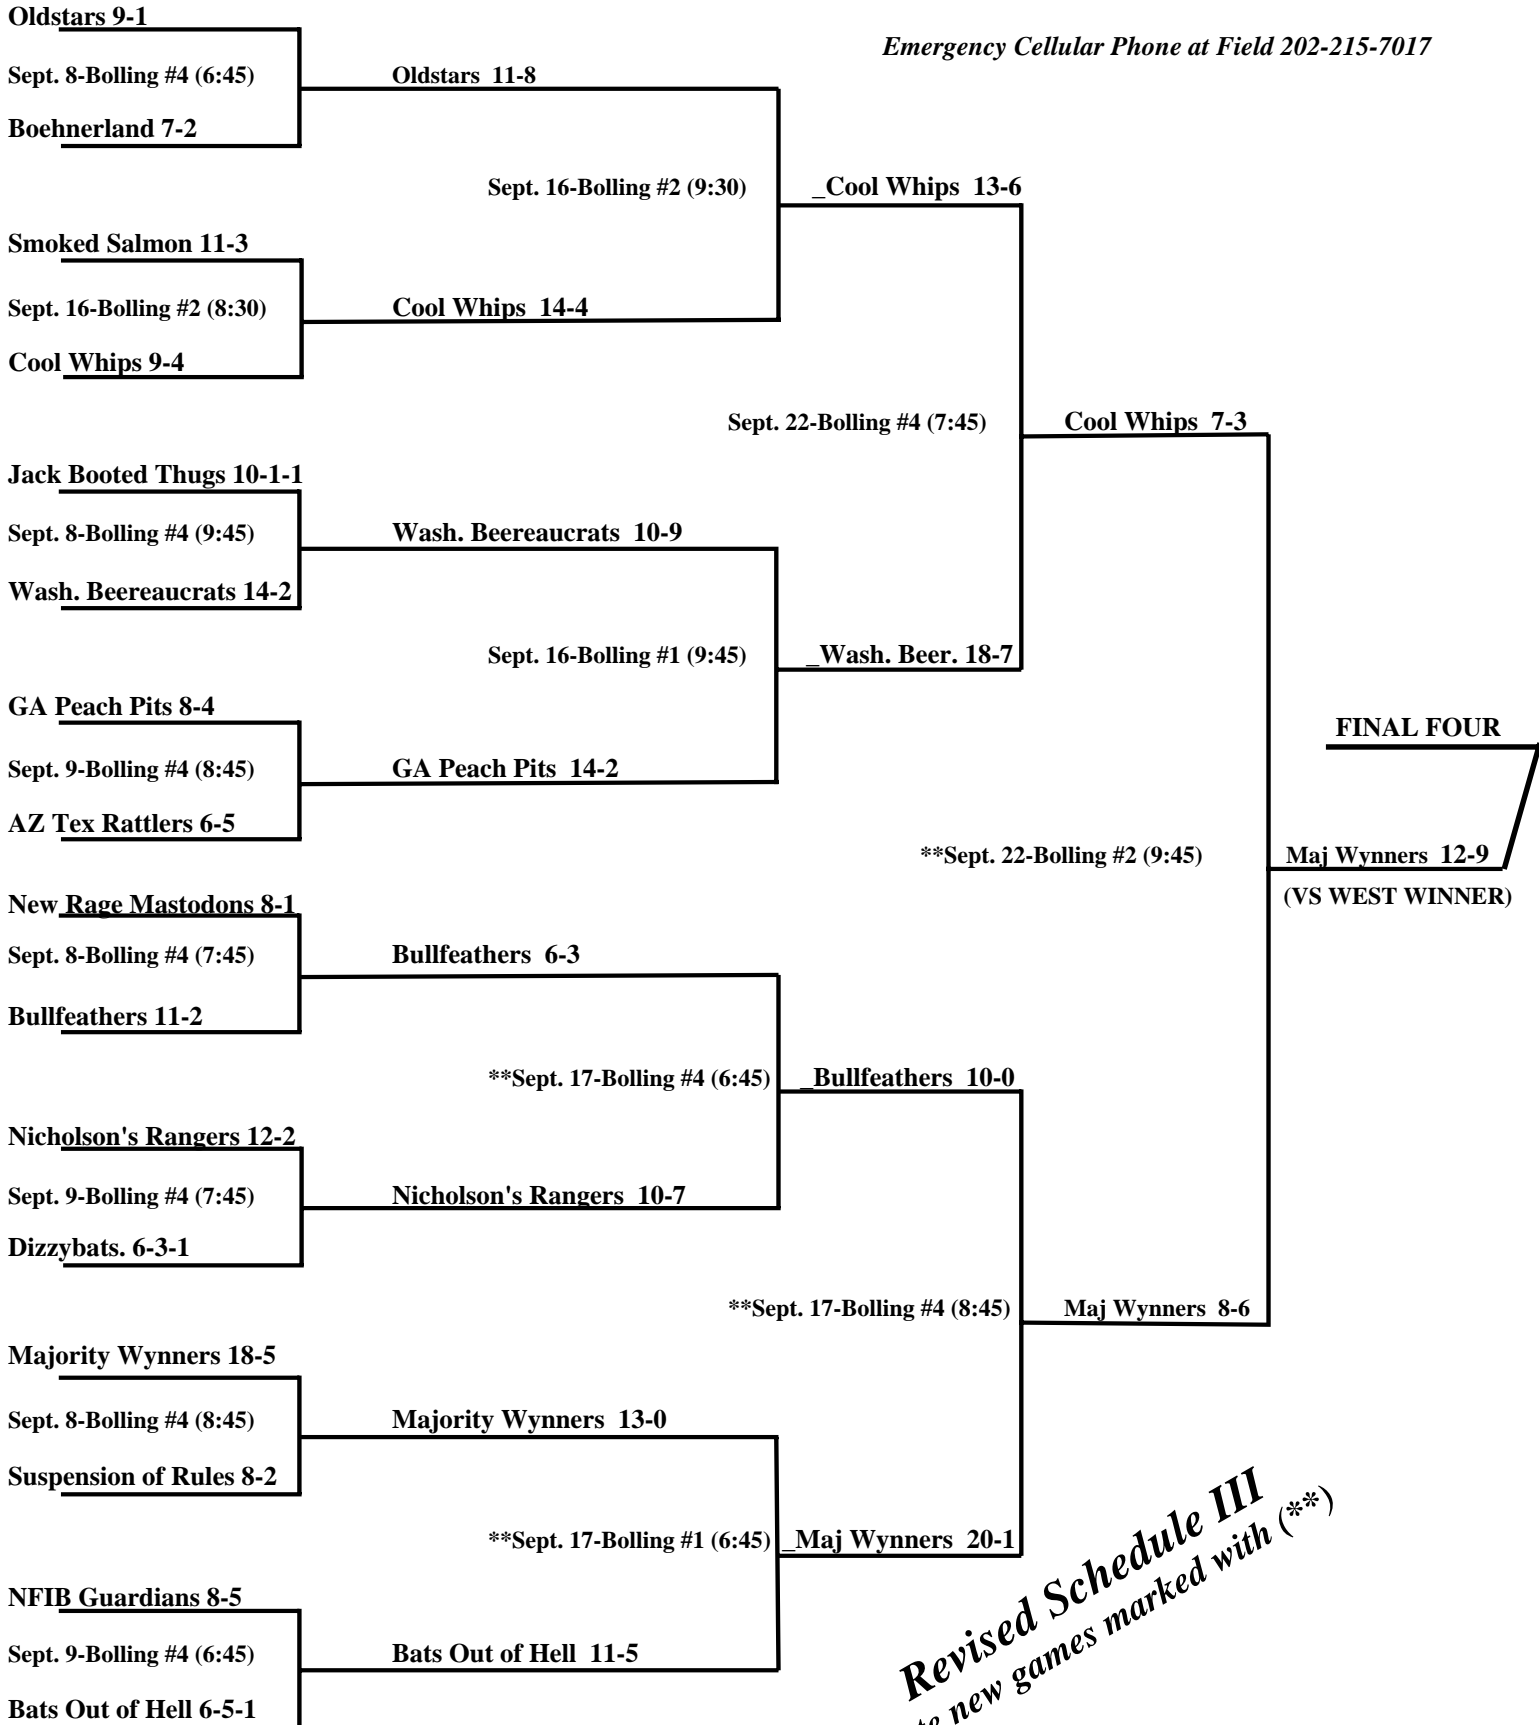 Oldstars 9-1
Emergency Cellular Phone at Field 202-215-7017
Sept. 8-Bolling #4 (6:45)
Oldstars 11-8
Boehnerland 7-2
Sept. 16-Bolling #2 (9:30)
_Cool Whips 13-6
Smoked Salmon 11-3
Sept. 16-Bolling #2 (8:30)
Cool Whips 14-4
Cool Whips 9-4
Sept. 22-Bolling #4 (7:45)
Cool Whips 7-3
Jack Booted Thugs 10-1-1
Sept. 8-Bolling #4 (9:45)
Wash. Beereaucrats 10-9
Wash. Beereaucrats 14-2
Sept. 16-Bolling #1 (9:45)
_Wash. Beer. 18-7
GA Peach Pits 8-4
FINAL FOUR
Sept. 9-Bolling #4 (8:45)
GA Peach Pits 14-2
AZ Tex Rattlers 6-5
**Sept. 22-Bolling #2 (9:45)
Maj Wynners 12-9
(VS WEST WINNER)
New Rage Mastodons 8-1
Sept. 8-Bolling #4 (7:45)
Bullfeathers 6-3
Bullfeathers 11-2
**Sept. 17-Bolling #4 (6:45)
_Bullfeathers 10-0
Nicholson's Rangers 12-2
Sept. 9-Bolling #4 (7:45)
Nicholson's Rangers 10-7
Dizzybats. 6-3-1
**Sept. 17-Bolling #4 (8:45)
Maj Wynners 8-6
Majority Wynners 18-5
Sept. 8-Bolling #4 (8:45)
Majority Wynners 13-0
Suspension of Rules 8-2
**Sept. 17-Bolling #1 (6:45)
_Maj Wynners 20-1
NFIB Guardians 8-5
Sept. 9-Bolling #4 (6:45)
Bats Out of Hell 11-5
Bats Out of Hell 6-5-1
Revised Schedule III
new games marked with (**)